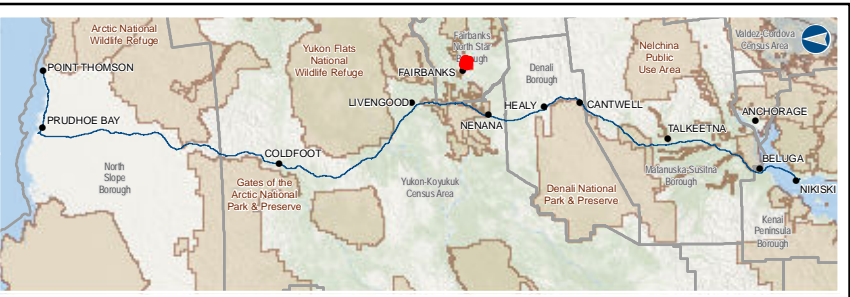 Arctic National
Wildlife Refuge
POINT THOMSON
PRUDHOE BAY
North
Slope
Borough
COLDFOOT
Gates of the
Arctic National
Park & Preserve
Yukon Flats
National
Wildlife Refuge
LIVENGOOD
Yukon-Koyukuk
Census Area
Fairbanks
North Star
FAIRBANKS
NENANA
Denali
Borough
HEALY
CANTWELL
Denali National
Park & Preserve
Nelchina
Public
Use Area
TALKEETNA
Matanuska-Susitna
Borough
Valdez-Cordova
Census Area
ANCHORAGE
BELUGA
NIKISKI
Kenai
Peninsula
Borough